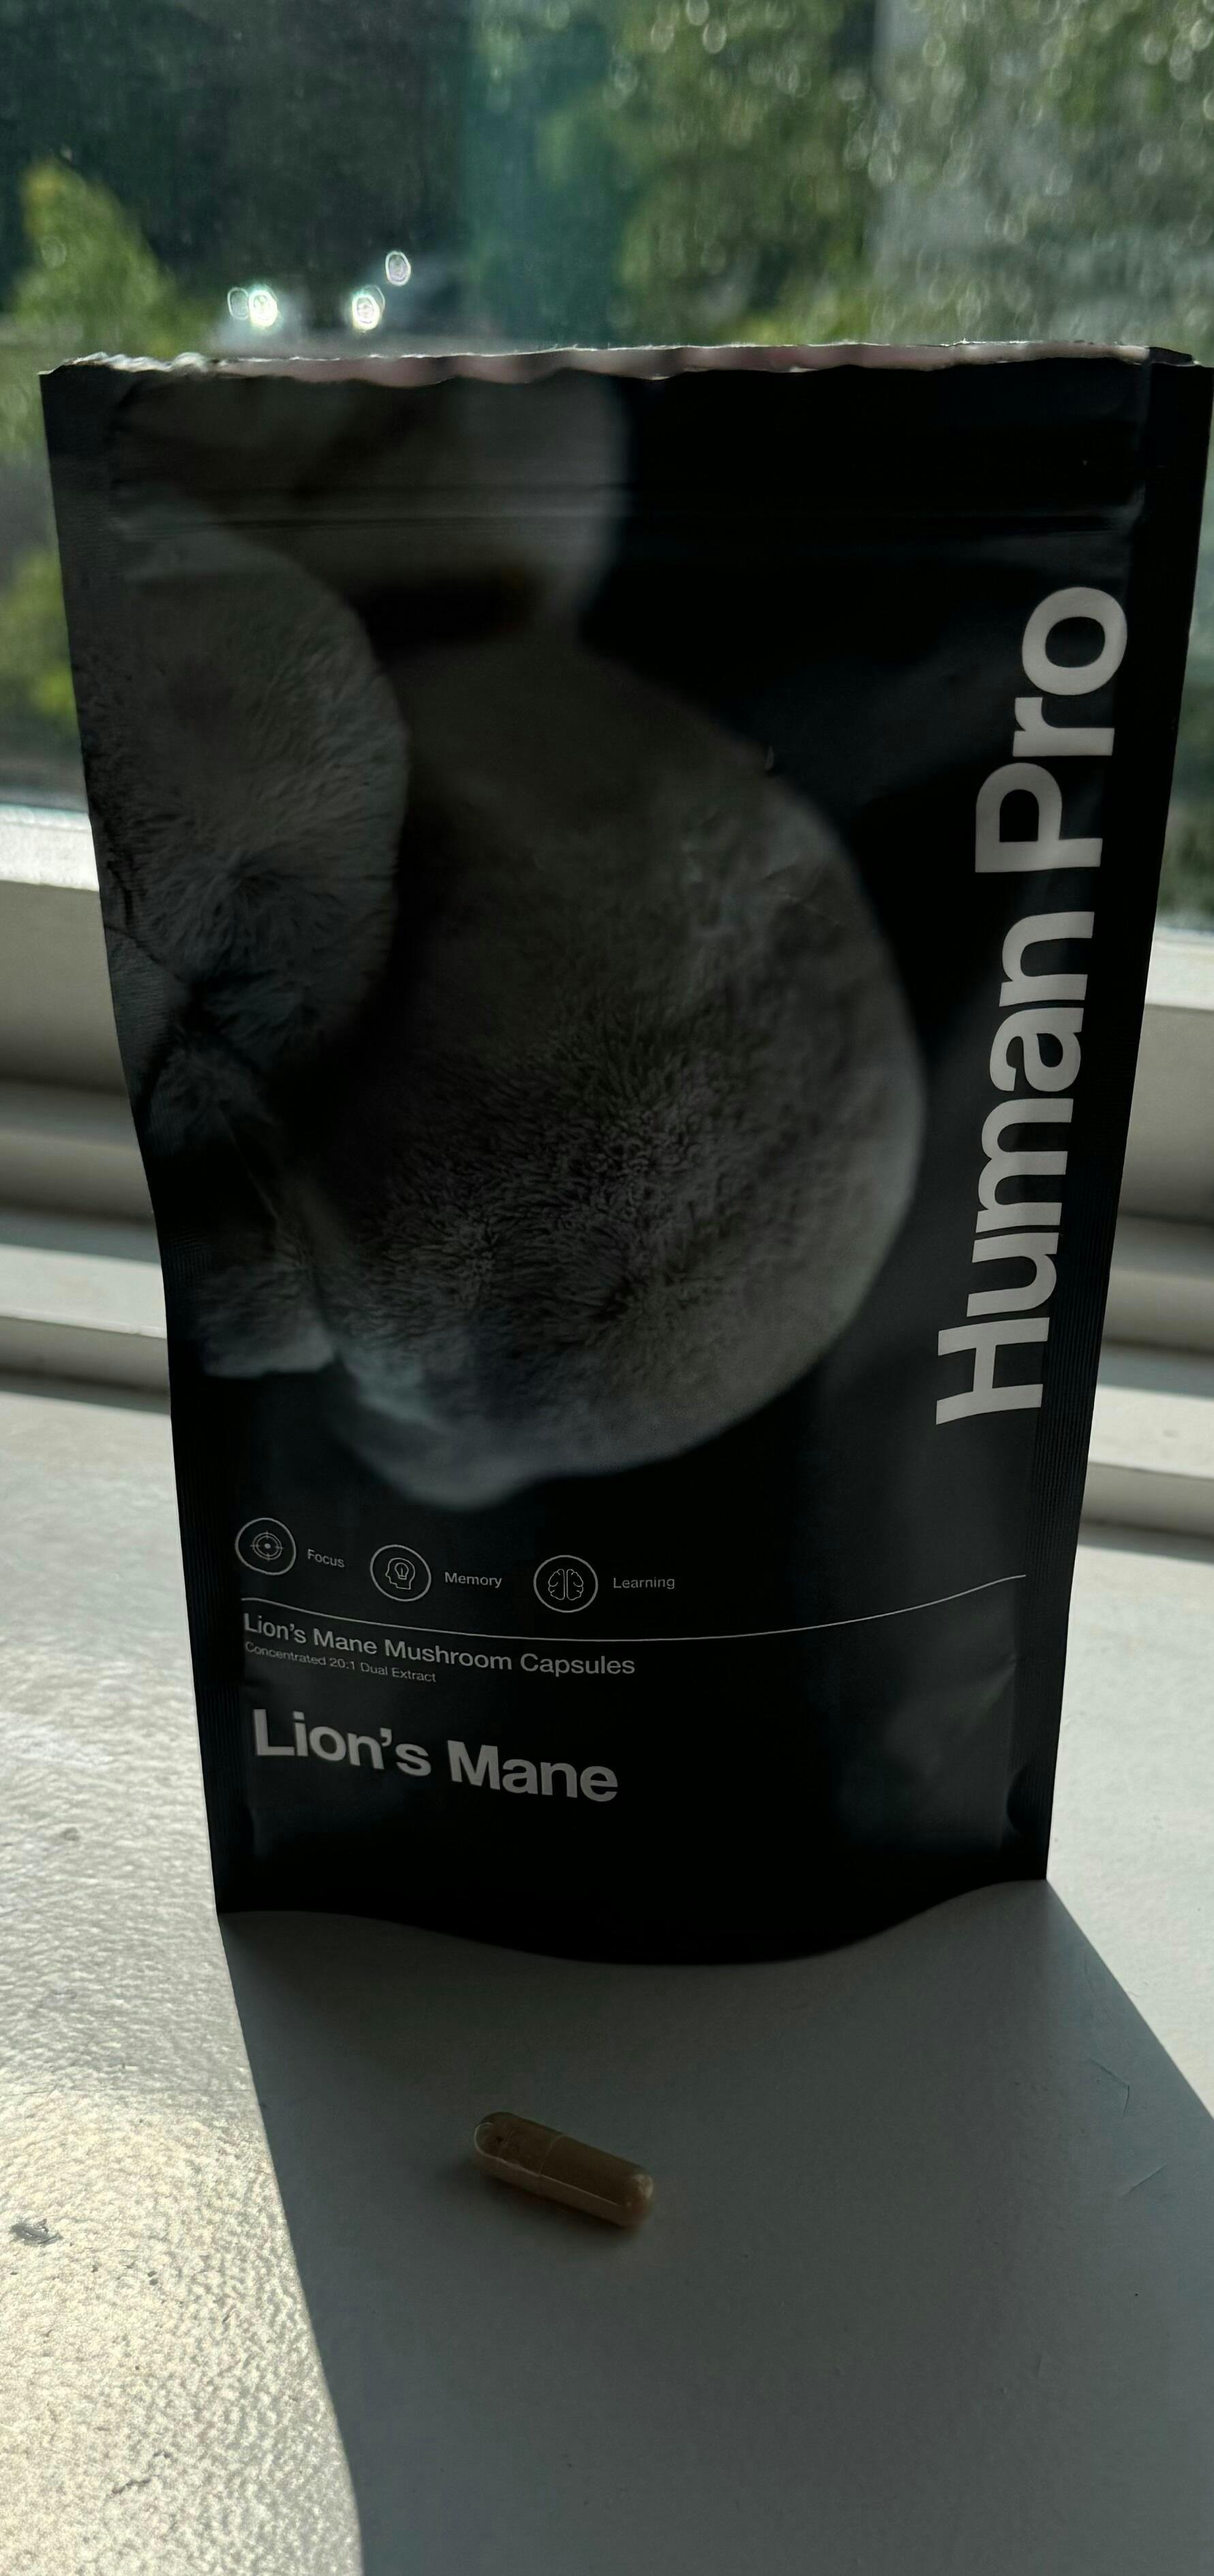 Human Pro
Focus
Memory
Learning
Lion's Mane Mushroom Capsules
Concentrated 20:1 Dual Extract
Lion's Mane